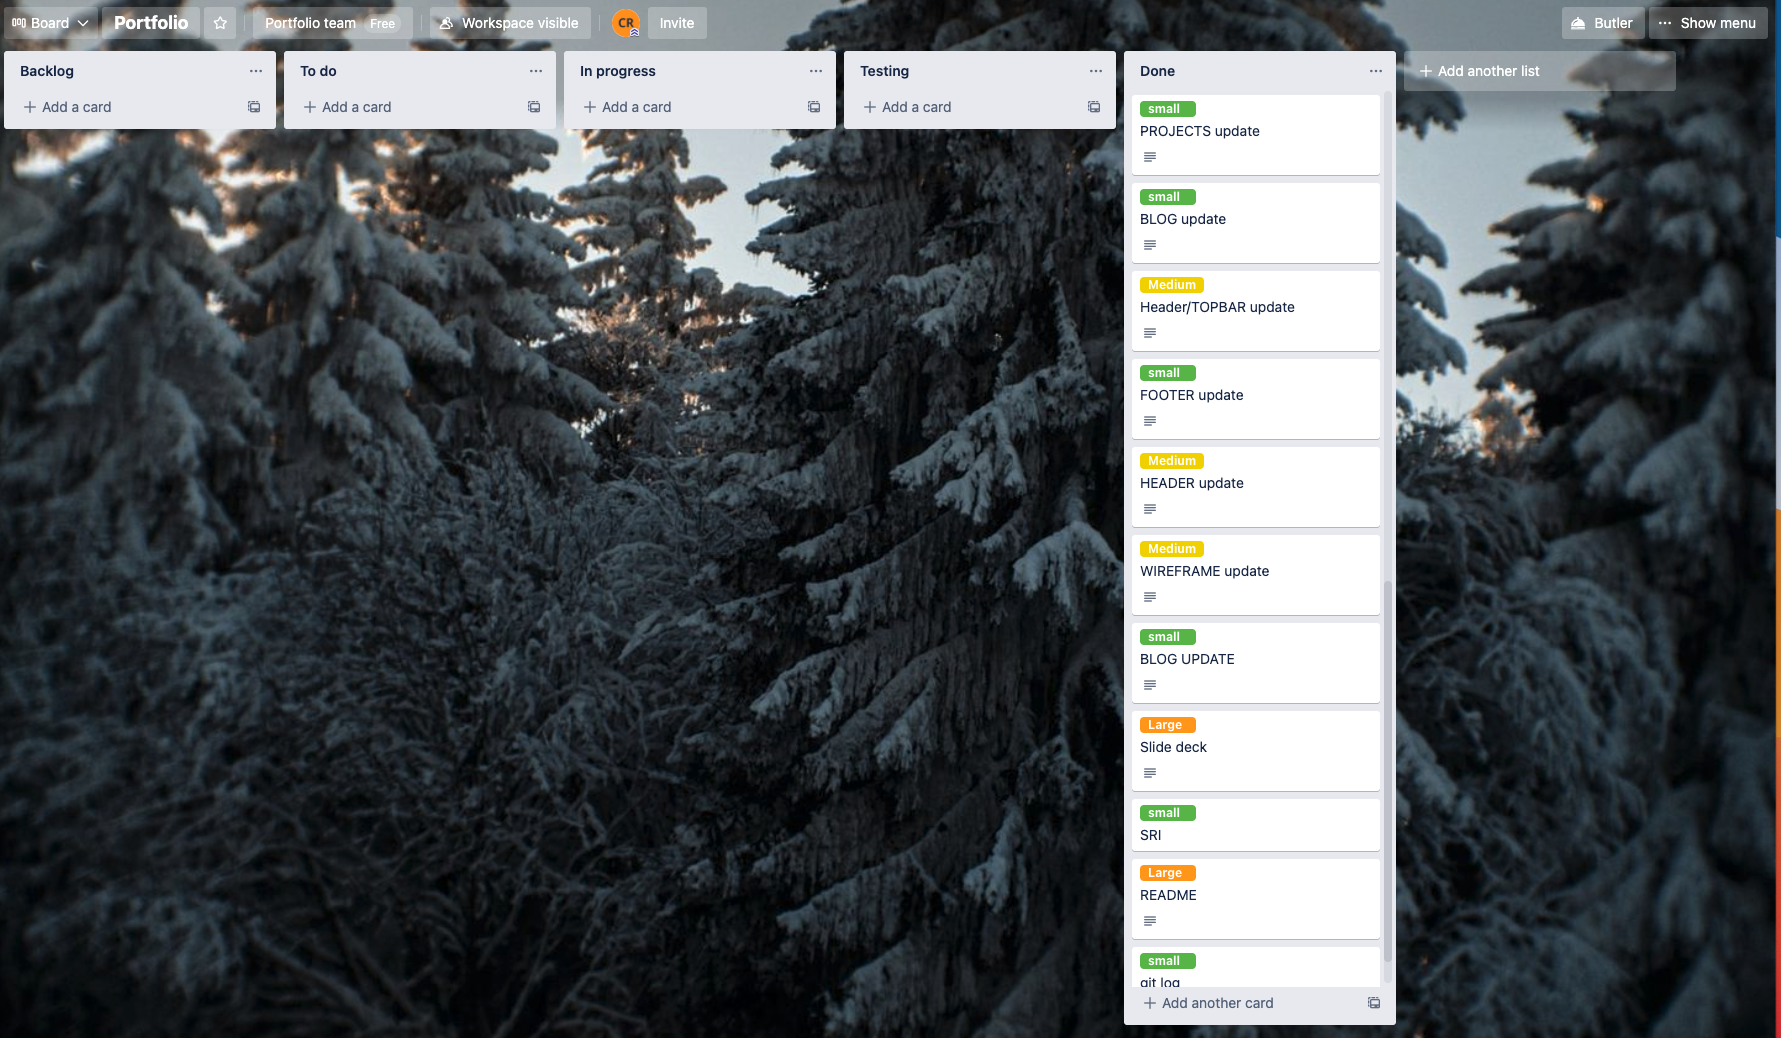 Board
Portfolio
Portfolio team Free
Workspace visible
CR
Invite
Butler
Show menu
Backlog
Add a card
To do
Add a card
In progress
Add a card
Testing
Add a card
Done
small
PROJECTS update
small
BLOG update
Medium
Header/TOPBAR update
small
FOOTER update
Medium
HEADER update
Medium
WIREFRAME update
small
BLOG UPDATE
Large
Slide deck
small
SRI
Large
README
small
git log
Add another card
Add another list